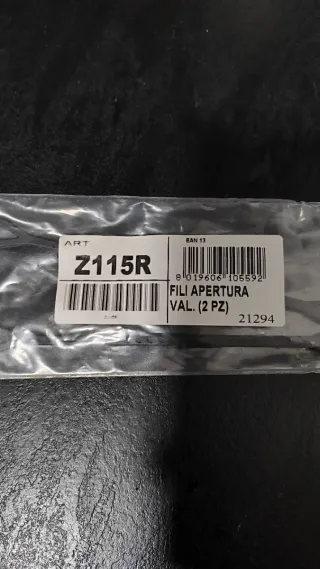 ART
Z115R
EAN 13
8 019606 105592
FILI APERTURA
VAL. (2 PZ)
21294